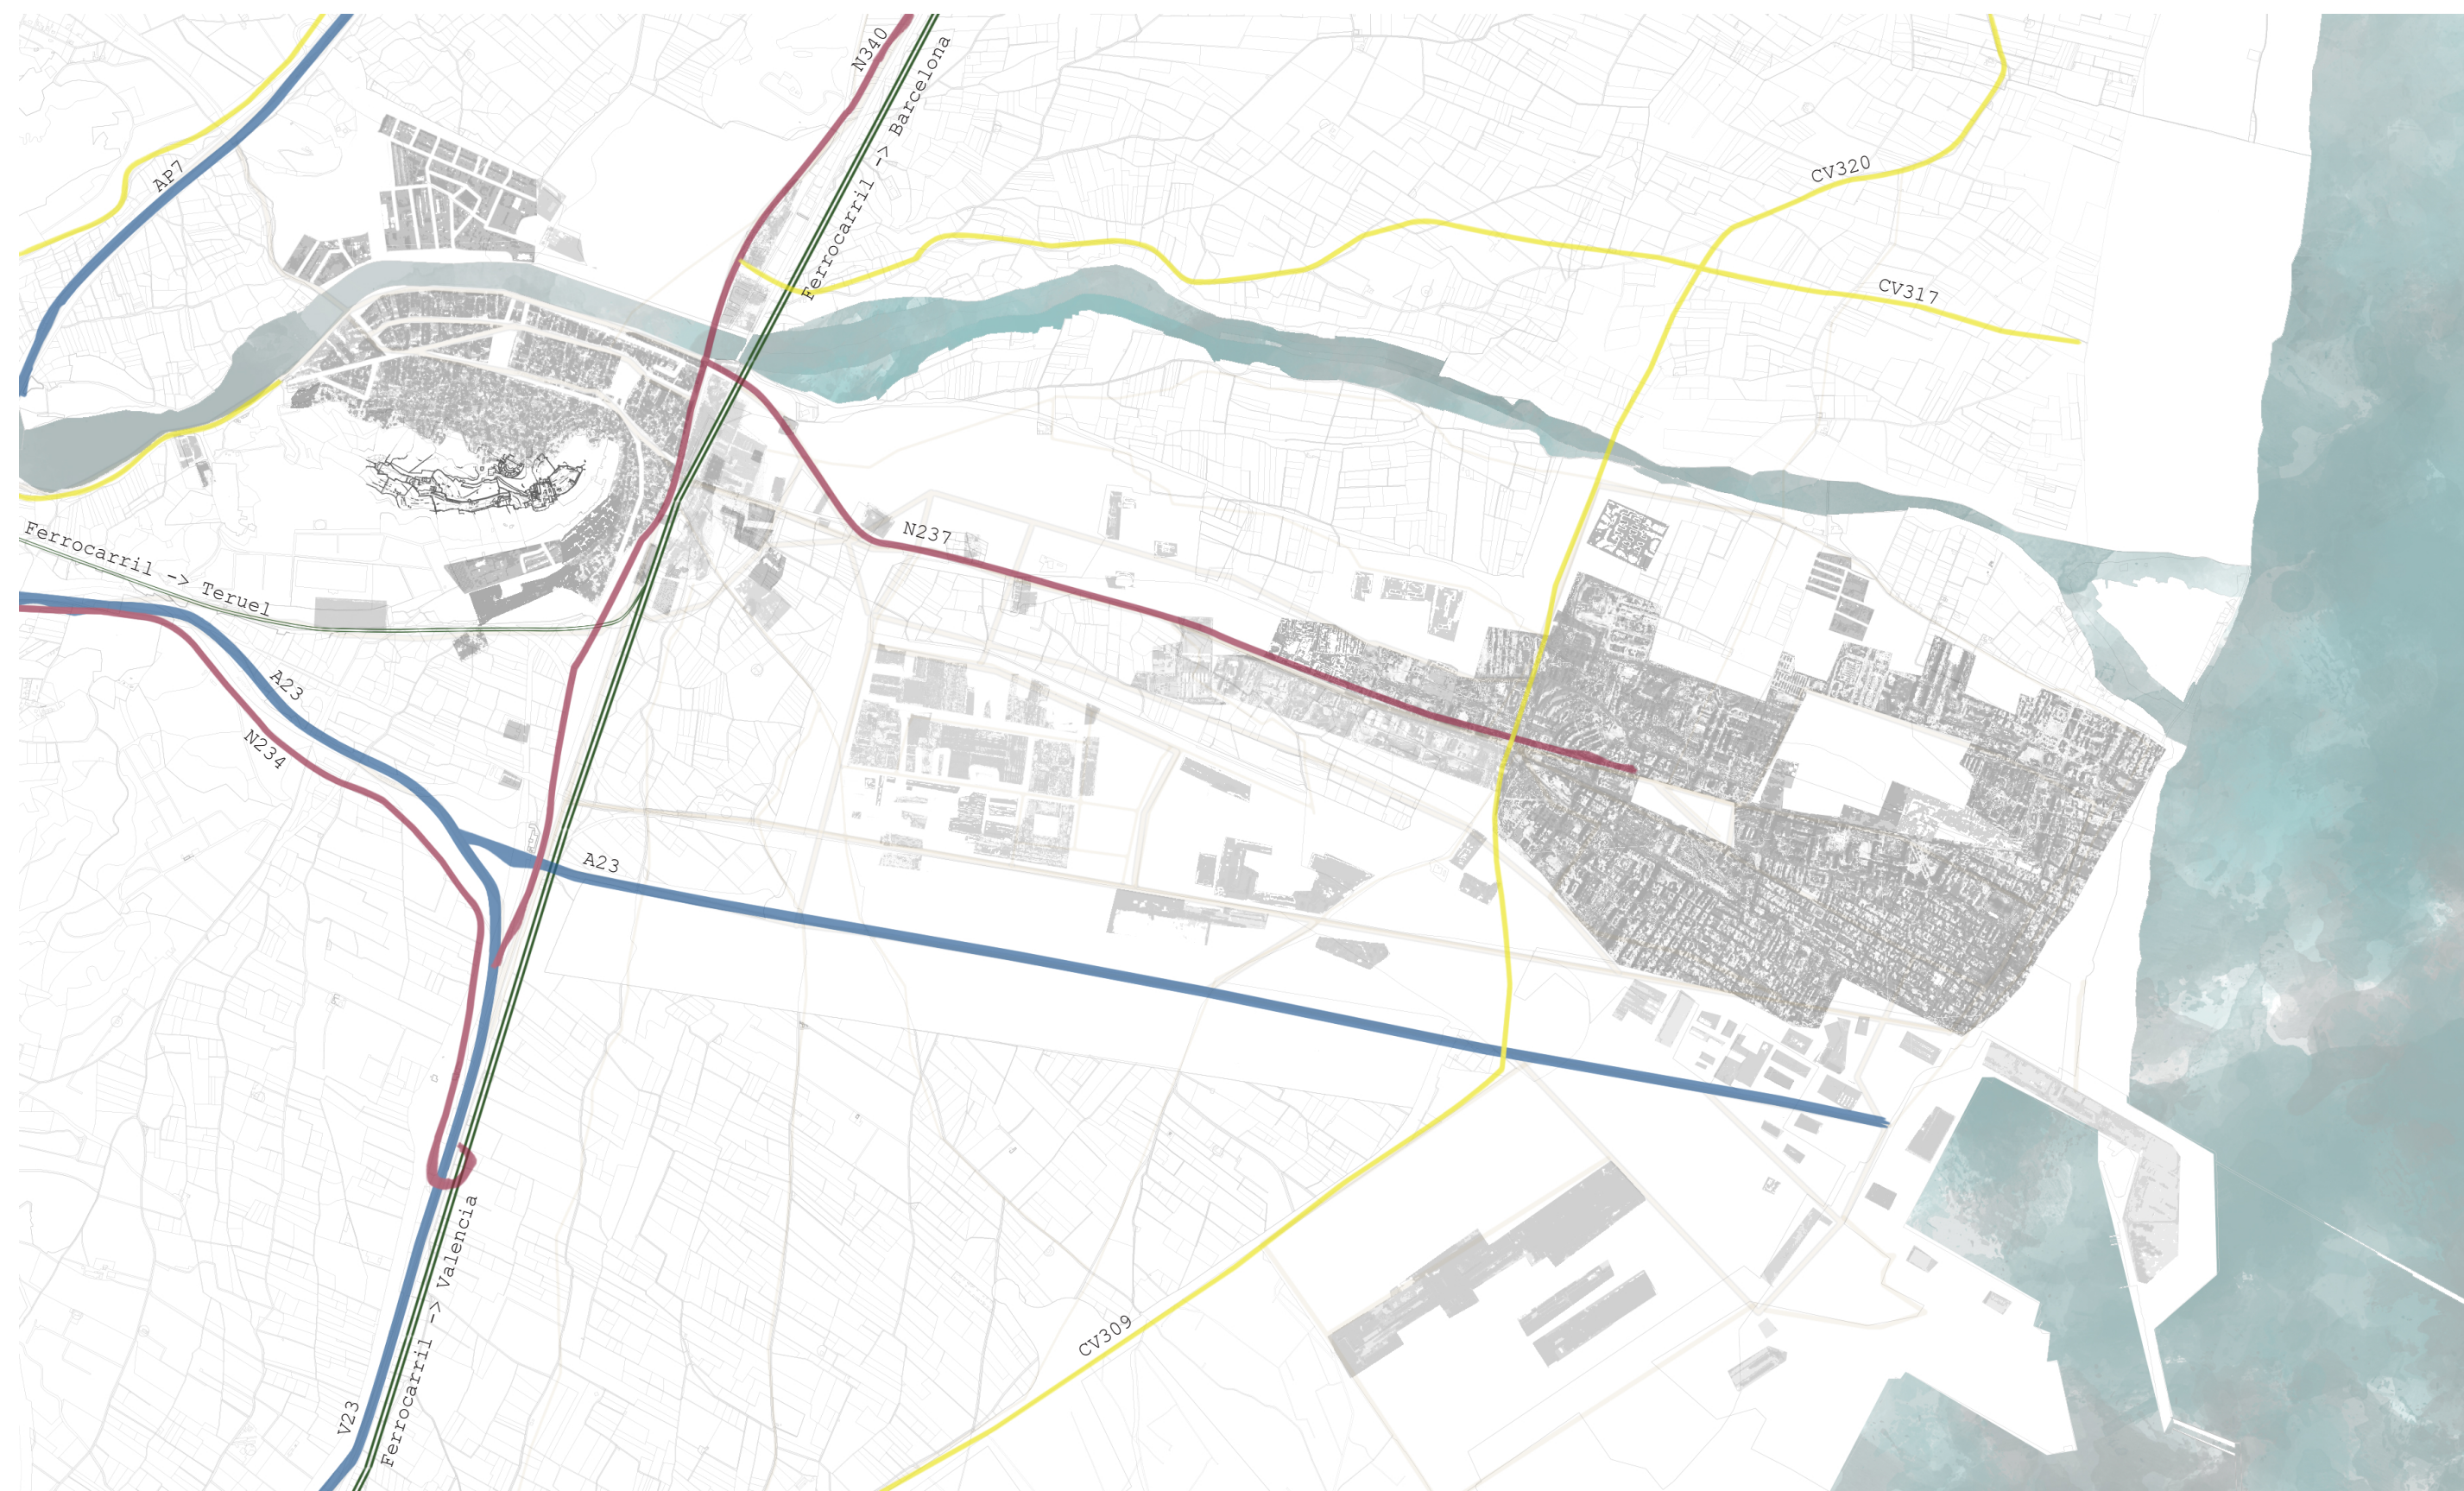 N340
Ferrocarril -> Barcelona
AP7
CV320
CV317
Ferrocarril -> Teruel
N237
A23
N234
A23
Ferrocarril -> Valencia
CV309
V23